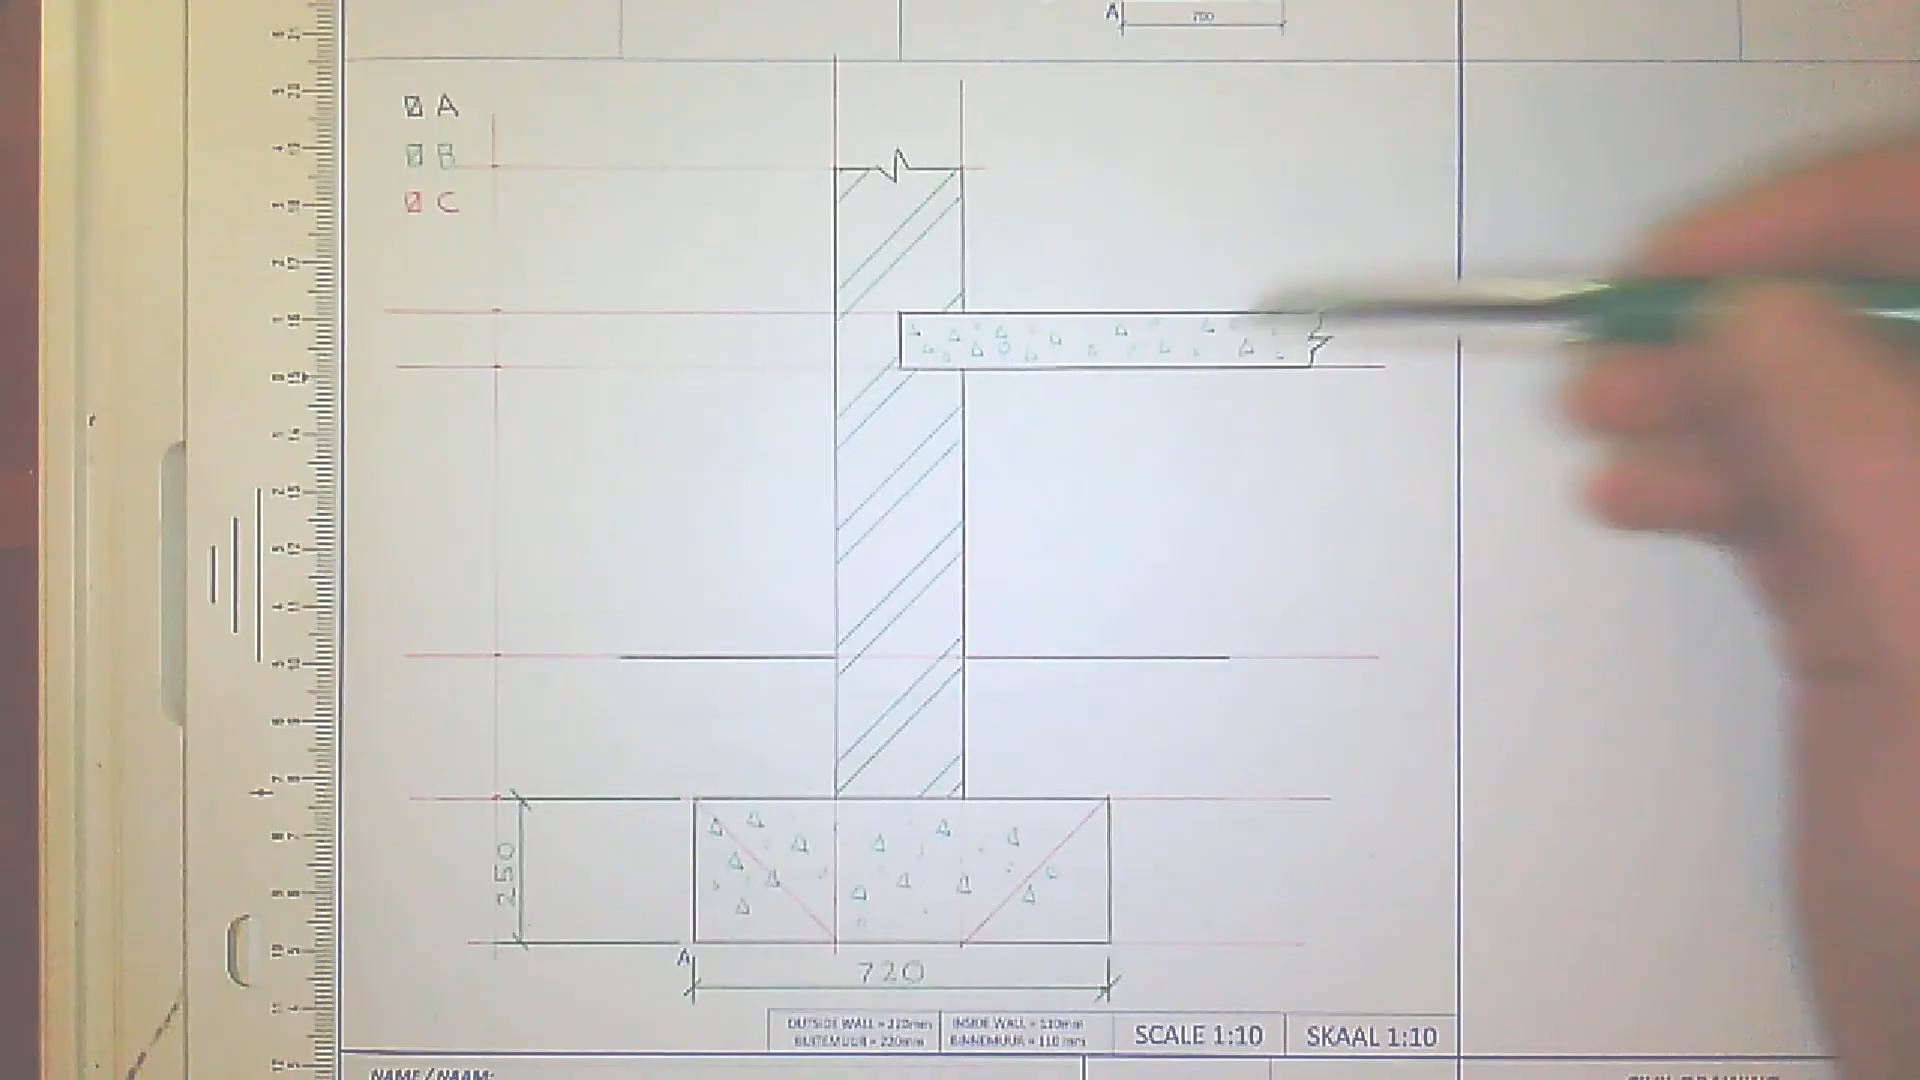 A
700
A
B
C
250
A
720
OUTSIDE WALL = 220mm
BUITEMUUR = 220mm
INSIDE WALL = 110mm
BINNEMUUR = 110 mm
SCALE 1:10
SKAAL 1:10
NAME / NAAM: